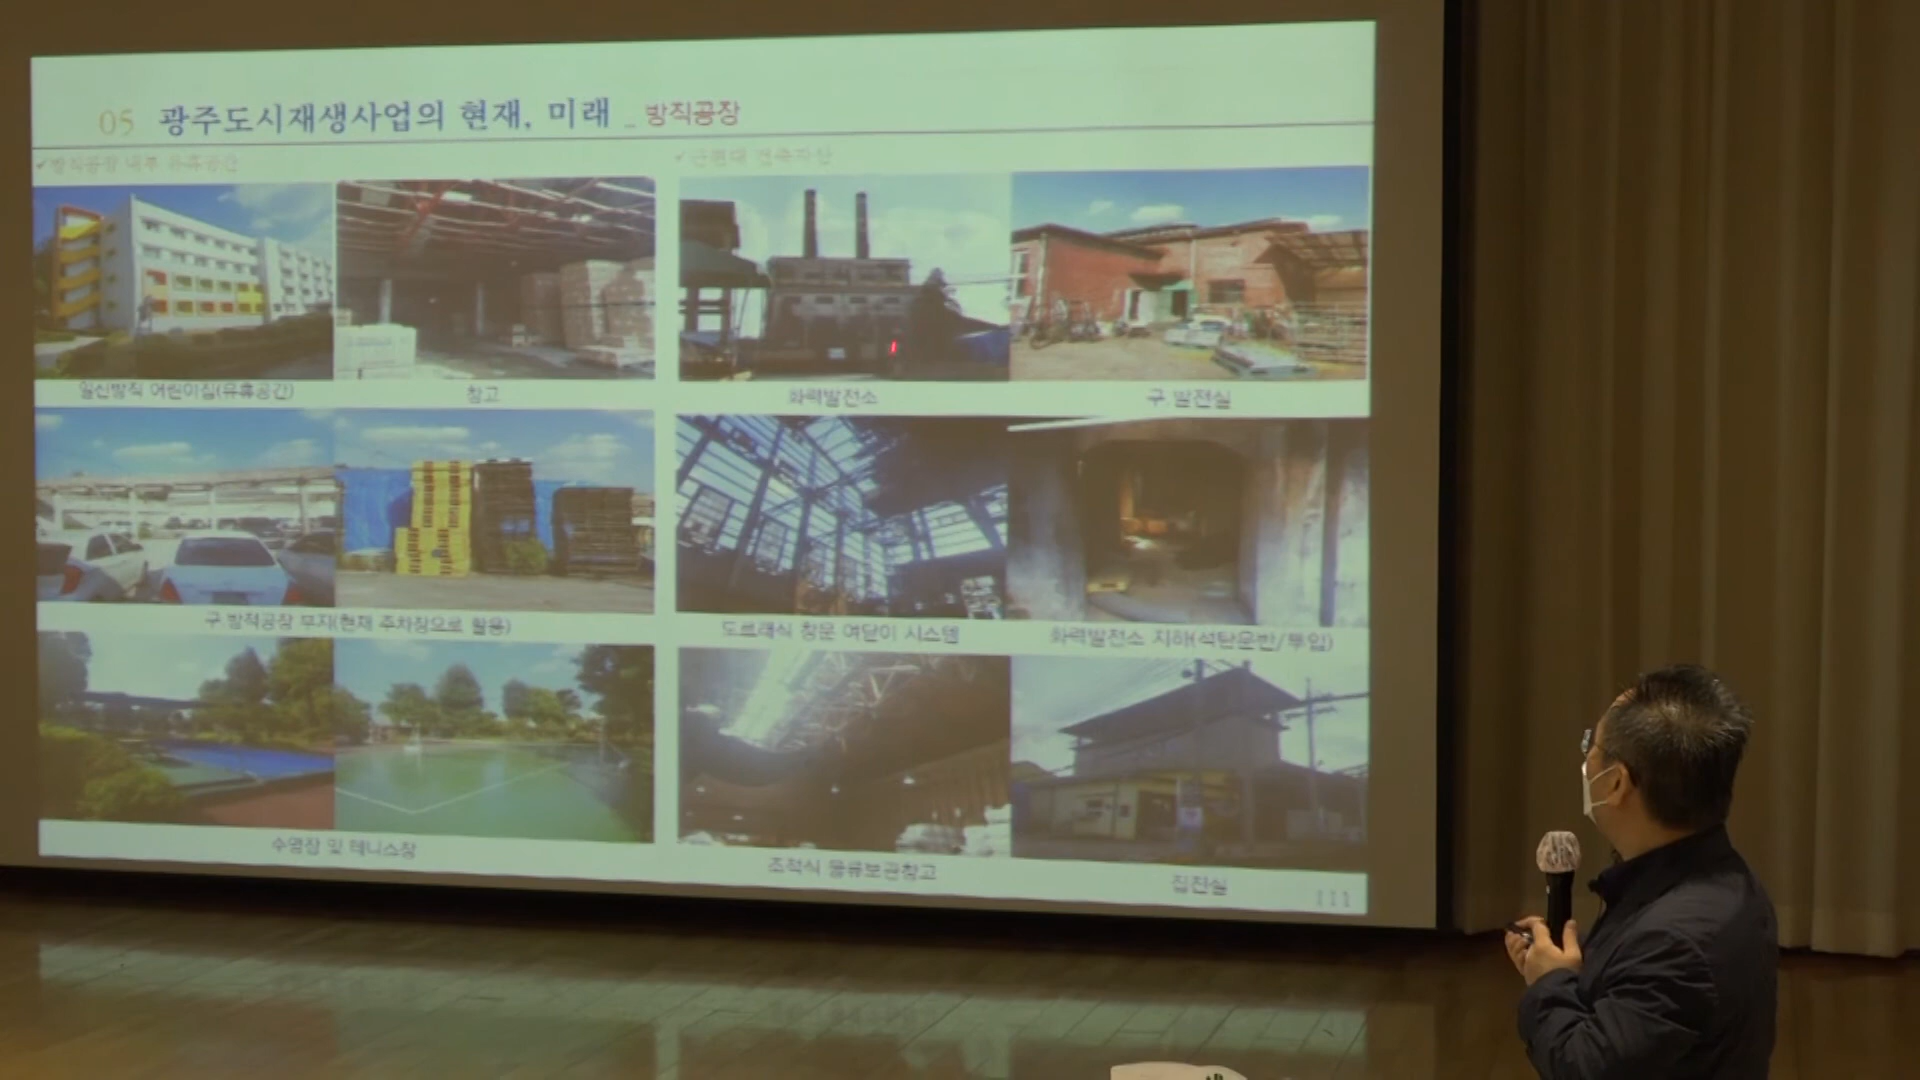 05 광주도시재생사업의 현재, 미래 _ 방직공장
✓방직공장 내부 유휴공간
✓근현대 건축자산
일신방직 어린이집(유휴공간)
창고
화력발전소
구 발전실
구 방적공장 부지(현재 주차장으로 활용)
도르래식 창문 여닫이 시스템
화력발전소 지하(석탄운반/투입)
수영장 및 테니스장
조적식 물류보관창고
집진실
111